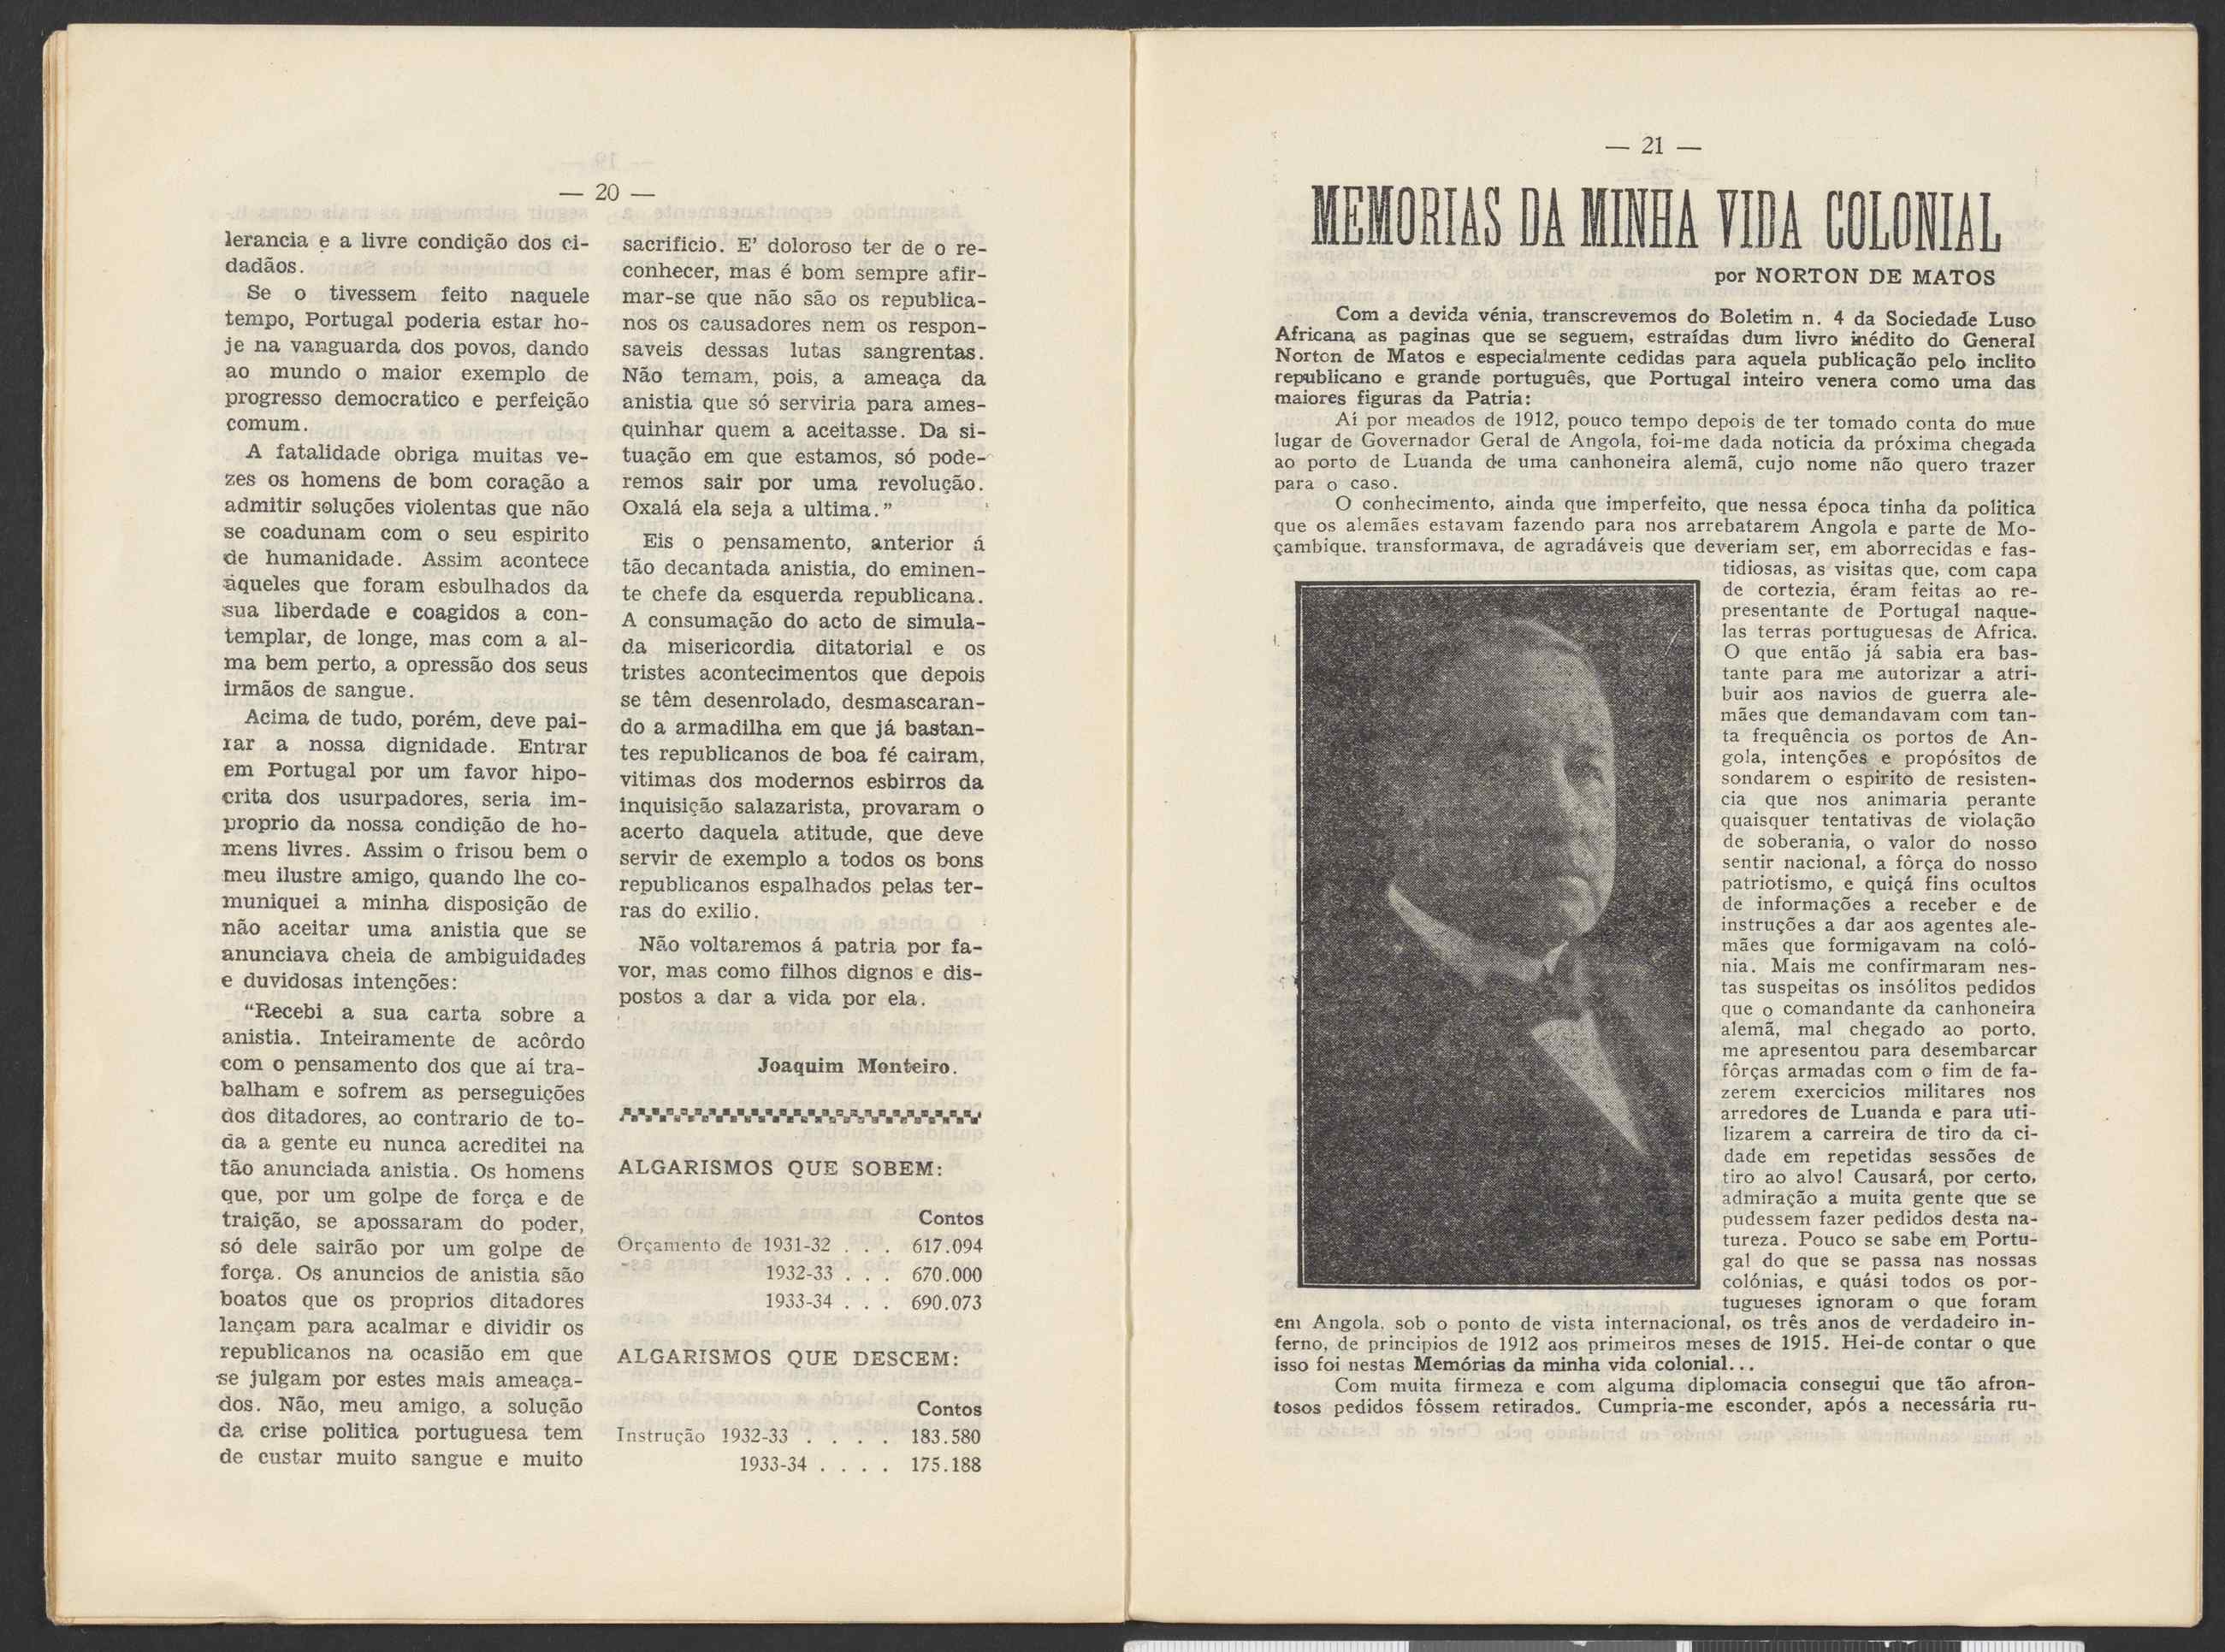 — 20 —
lerancia e a livre condição dos ci-
dadãos.
Se o tivessem feito naquele
tempo, Portugal poderia estar ho-
je na vanguarda dos povos, dando
ao mundo o maior exemplo de
progresso democratico e perfeição
comum.
A fatalidade obriga muitas ve-
zes os homens de bom coração a
admitir soluções violentas que não
se coadunam com o seu espirito
de humanidade. Assim acontece
áqueles que foram esbulhados da
sua liberdade e coagidos a con-
templar, de longe, mas com a al-
ma bem perto, a opressão dos seus
irmãos de sangue.
Acima de tudo, porém, deve pai-
rar a nossa dignidade. Entrar
em Portugal por um favor hipo-
crita dos usurpadores, seria im-
proprio da nossa condição de ho-
mens livres. Assim o frisou bem o
meu ilustre amigo, quando lhe co-
muniquei a minha disposição de
não aceitar uma anistia que se
anunciava cheia de ambiguidades
e duvidosas intenções:
“Recebi a sua carta sobre a
anistia. Inteiramente de acôrdo
com o pensamento dos que aí tra-
balham e sofrem as perseguições
dos ditadores, ao contrario de to-
da a gente eu nunca acreditei na
tão anunciada anistia. Os homens
que, por um golpe de força e de
traição, se apossaram do poder,
só dele sairão por um golpe de
força. Os anuncios de anistia são
boatos que os proprios ditadores
lançam para acalmar e dividir os
republicanos na ocasião em que
se julgam por estes mais ameaça-
dos. Não, meu amigo, a solução
da crise politica portuguesa tem
de custar muito sangue e muito
sacrificio. E’ doloroso ter de o re-
conhecer, mas é bom sempre afir-
mar-se que não são os republica-
nos os causadores nem os respon-
saveis dessas lutas sangrentas.
Não temam, pois, a ameaça da
anistia que só serviria para ames-
quinhar quem a aceitasse. Da si-
tuação em que estamos, só pode-
remos sair por uma revolução.
Oxalá ela seja a ultima.”
Eis o pensamento, anterior á
tão decantada anistia, do eminen-
te chefe da esquerda republicana.
A consumação do acto de simula-
da misericordia ditatorial e os
tristes acontecimentos que depois
se têm desenrolado, desmascaran-
do a armadilha em que já bastan-
tes republicanos de boa fé cairam,
vitimas dos modernos esbirros da
inquisição salazarista, provaram o
acerto daquela atitude, que deve
servir de exemplo a todos os bons
republicanos espalhados pelas ter-
ras do exilio.
Não voltaremos á patria por fa-
vor, mas como filhos dignos e dis-
postos a dar a vida por ela.
Joaquim Monteiro.
ALGARISMOS QUE SOBEM:
Contos
Orçamento de 1931-32 . . . 617.094
1932-33 . . . 670.000
1933-34 . . . 690.073
ALGARISMOS QUE DESCEM:
Contos
Instrução 1932-33 . . . . 183.580
1933-34 . . . . 175.188
— 21 —
MEMORIAS DA MINHA VIDA COLONIAL
por NORTON DE MATOS
Com a devida vénia, transcrevemos do Boletim n. 4 da Sociedade Luso
Africana as paginas que se seguem, estraídas dum livro inédito do General
Norton de Matos e especialmente cedidas para aquela publicação pelo inclito
republicano e grande português, que Portugal inteiro venera como uma das
maiores figuras da Patria:
Aí por meados de 1912, pouco tempo depois de ter tomado conta do mue
lugar de Governador Geral de Angola, foi-me dada noticia da próxima chegada
ao porto de Luanda de uma canhoneira alemã, cujo nome não quero trazer
para o caso.
O conhecimento, ainda que imperfeito, que nessa época tinha da politica
que os alemães estavam fazendo para nos arrebatarem Angola e parte de Mo-
çambique. transformava, de agradáveis que deveriam ser, em aborrecidas e fas-
tidiosas, as visitas que, com capa
de cortezia, éram feitas ao re-
presentante de Portugal naque-
las terras portuguesas de Africa.
O que então já sabia era bas-
tante para me autorizar a atri-
buir aos navios de guerra ale-
mães que demandavam com tan-
ta frequência os portos de An-
gola, intenções e propósitos de
sondarem o espirito de resisten-
cia que nos animaria perante
quaisquer tentativas de violação
de soberania, o valor do nosso
sentir nacional, a fôrça do nosso
patriotismo, e quiçá fins ocultos
de informações a receber e de
instruções a dar aos agentes ale-
mães que formigavam na coló-
nia. Mais me confirmaram nes-
tas suspeitas os insólitos pedidos
que o comandante da canhoneira
alemã, mal chegado ao porto,
me apresentou para desembarcar
fôrças armadas com o fim de fa-
zerem exercicios militares nos
arredores de Luanda e para uti-
lizarem a carreira de tiro da ci-
dade em repetidas sessões de
tiro ao alvo! Causará, por certo,
admiração a muita gente que se
pudessem fazer pedidos desta na-
tureza. Pouco se sabe em Portu-
gal do que se passa nas nossas
colónias, e quási todos os por-
tugueses ignoram o que foram
em Angola, sob o ponto de vista internacional, os três anos de verdadeiro in-
ferno, de principios de 1912 aos primeiros meses de 1915. Hei-de contar o que
isso foi nestas Memórias da minha vida colonial...
Com muita firmeza e com alguma diplomacia consegui que tão afron-
tosos pedidos fôssem retirados. Cumpria-me esconder, após a necessária ru-